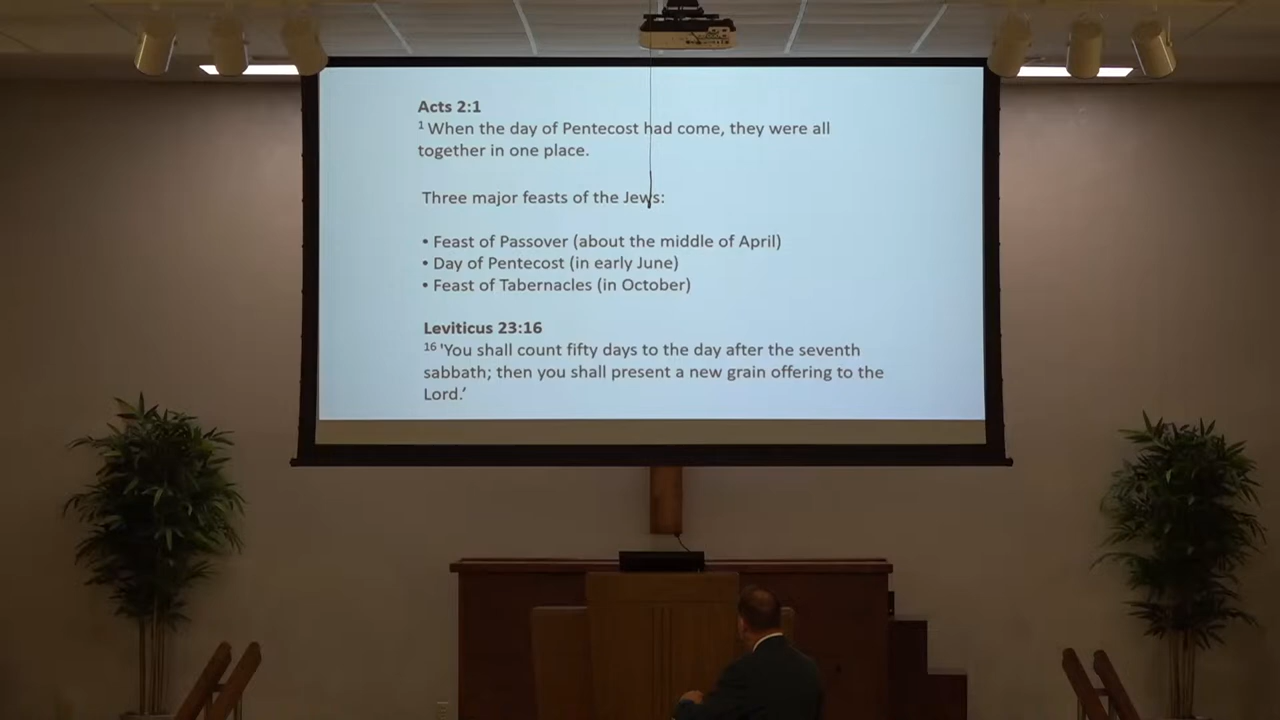 Acts 2:1
1 When the day of Pentecost had come, they were all
together in one place.
Three major feasts of the Jews:
• Feast of Passover (about the middle of April)
• Day of Pentecost (in early June)
• Feast of Tabernacles (in October)
Leviticus 23:16
16 'You shall count fifty days to the day after the seventh
sabbath; then you shall present a new grain offering to the
Lord.’